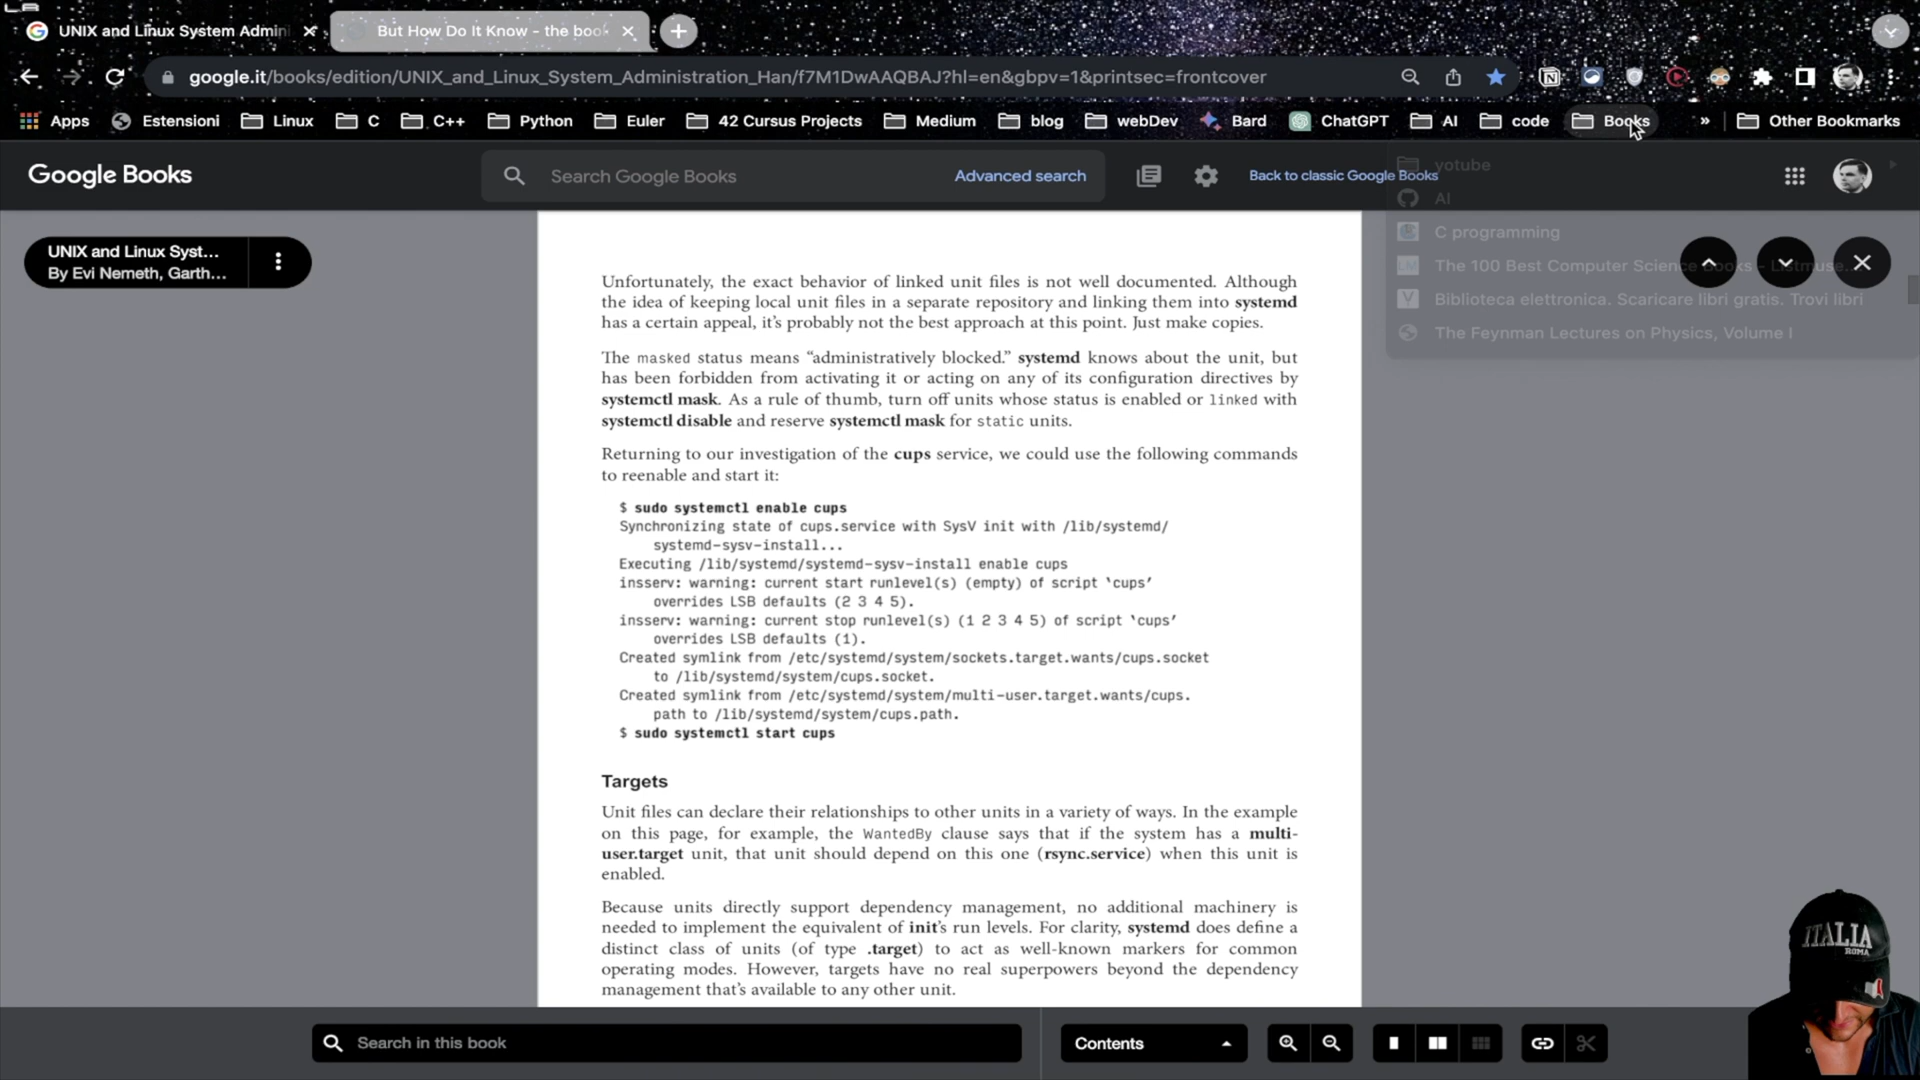 UNIX and Linux System Admin
But How Do It Know - the boo
google.it/books/edition/UNIX_and_Linux_System_Administration_Han/f7M1DwAAQBAJ?hl=en&gbpv=1&printsec=frontcover
Apps Estensioni Linux C C++ Python Euler 42 Cursus Projects Medium blog webDev Bard ChatGPT AI code Books » Other Bookmarks
Google Books
Search Google Books Advanced search
Back to classic Google Books
yotube
AI
C programming
The 100 Best Computer Science Books - Listmuse...
Biblioteca elettronica. Scaricare libri gratis. Trovi libri
The Feynman Lectures on Physics, Volume I
UNIX and Linux Syst...
By Evi Nemeth, Garth...
Unfortunately, the exact behavior of linked unit files is not well documented. Although
the idea of keeping local unit files in a separate repository and linking them into systemd
has a certain appeal, it’s probably not the best approach at this point. Just make copies.
The masked status means “administratively blocked.” systemd knows about the unit, but
has been forbidden from activating it or acting on any of its configuration directives by
systemctl mask. As a rule of thumb, turn off units whose status is enabled or linked with
systemctl disable and reserve systemctl mask for static units.
Returning to our investigation of the cups service, we could use the following commands
to reenable and start it:
$ sudo systemctl enable cups
Synchronizing state of cups.service with SysV init with /lib/systemd/
systemd-sysv-install...
Executing /lib/systemd/systemd-sysv-install enable cups
insserv: warning: current start runlevel(s) (empty) of script ‘cups’
overrides LSB defaults (2 3 4 5).
insserv: warning: current stop runlevel(s) (1 2 3 4 5) of script ‘cups’
overrides LSB defaults (1).
Created symlink from /etc/systemd/system/sockets.target.wants/cups.socket
to /lib/systemd/system/cups.socket.
Created symlink from /etc/systemd/system/multi-user.target.wants/cups.
path to /lib/systemd/system/cups.path.
$ sudo systemctl start cups
Targets
Unit files can declare their relationships to other units in a variety of ways. In the example
on this page, for example, the WantedBy clause says that if the system has a multi-
user.target unit, that unit should depend on this one (rsync.service) when this unit is
enabled.
Because units directly support dependency management, no additional machinery is
needed to implement the equivalent of init’s run levels. For clarity, systemd does define a
distinct class of units (of type .target) to act as well-known markers for common
operating modes. However, targets have no real superpowers beyond the dependency
management that’s available to any other unit.
Search in this book
Contents
ITALIA
ROMA